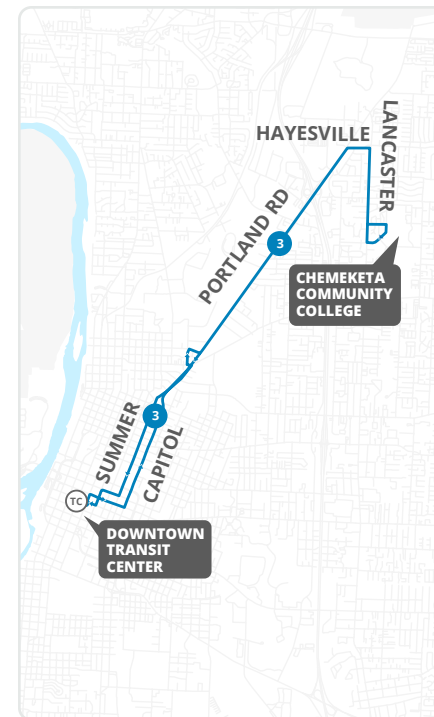 HAYESVILLE
LANCASTER
PORTLAND RD
3
CHEMEKETA
COMMUNITY
COLLEGE
3
SUMMER
CAPITOL
TC
DOWNTOWN
TRANSIT
CENTER